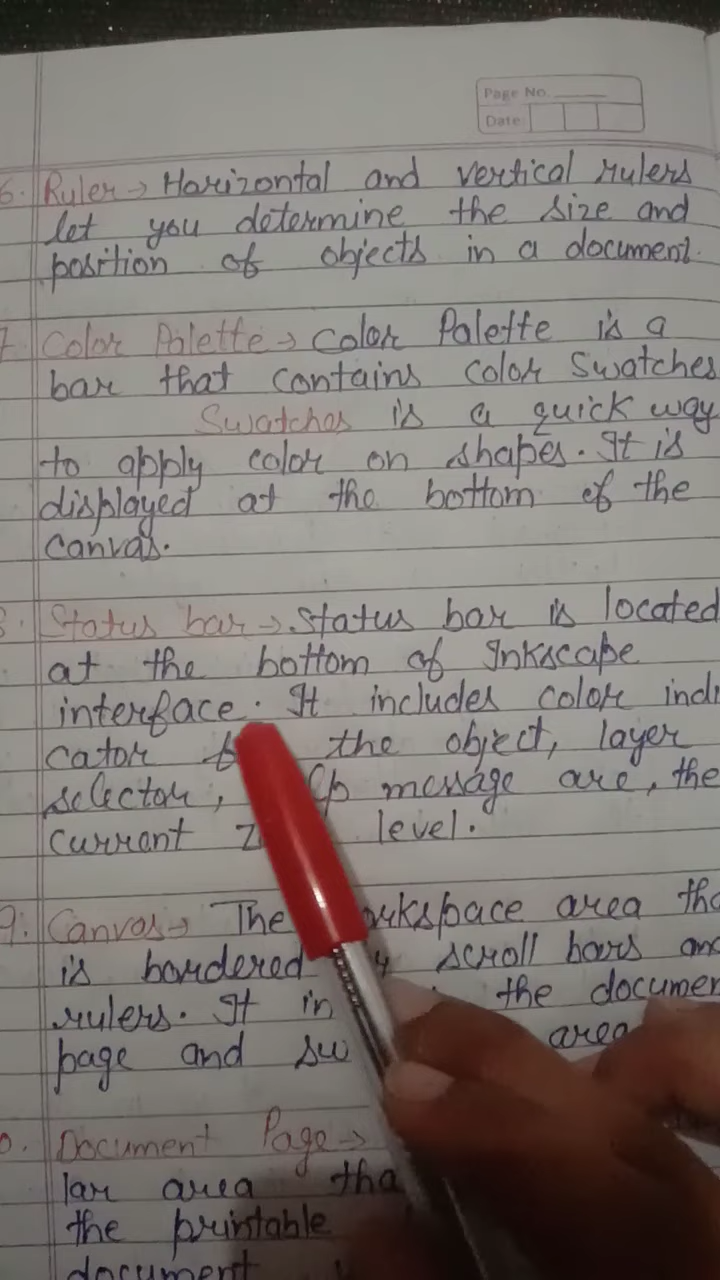 Page No.
Date
6. Ruler → Horizontal and vertical rulers
let you determine the size and
position of objects in a document.
7. Color Palette → Color Palette is a
bar that contains color Swatches
Swatches is a quick way
to apply color on shapes. It is
displayed at the bottom of the
canvas.
8. Status bar → Status bar is located
at the bottom of Inkscape
interface. It includes color indi
cator the object, layer
selector, message are, the
current level.
9. Canvas → The area
is bordered scroll bars
rulers. It the
page and area
Document Page →
lar area
the printable
document